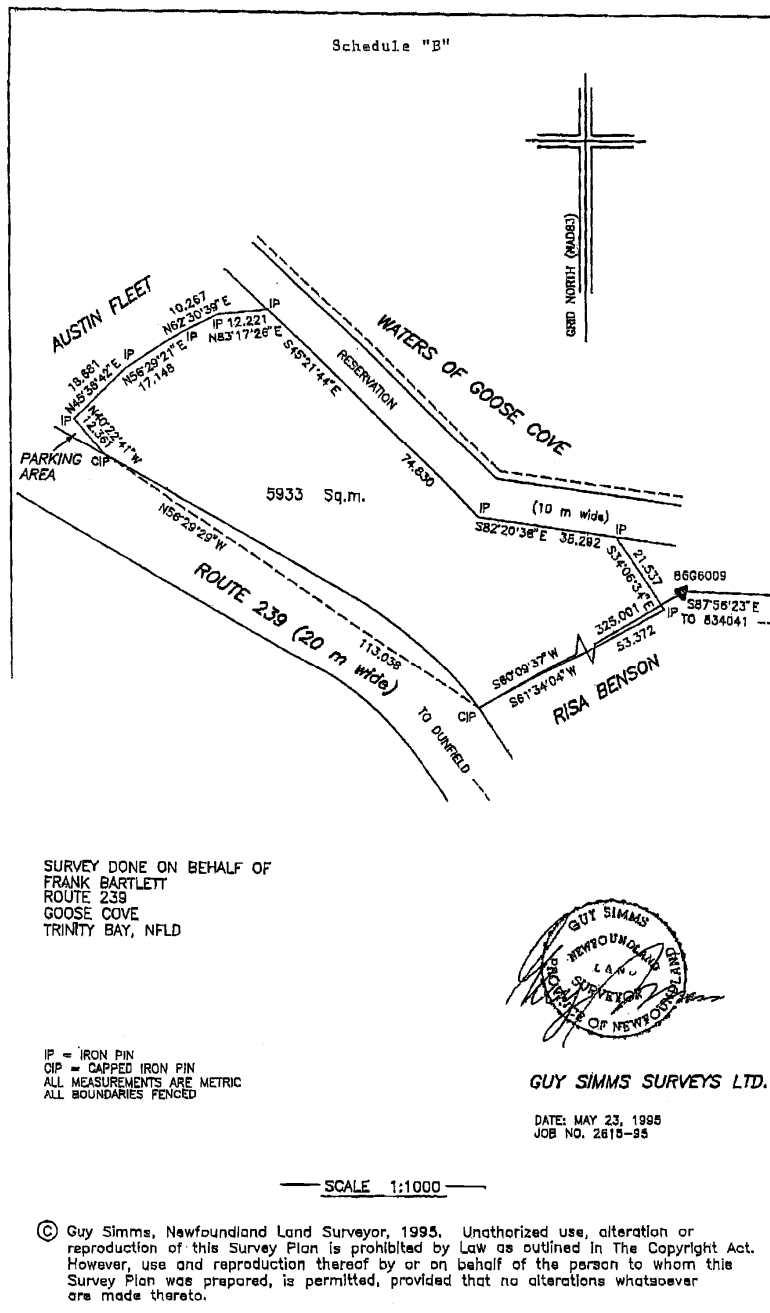 Schedule "B"
GRID NORTH (NAD83)
AUSTIN FLEET
10.267
N62°30'39"E
IP
IP 12.221
N83°17'26"E
IP
IP
18.681
N45°36'42"E
N56°29'21"E
17.148
S45°21'44"E
RESERVATION
WATERS OF GOOSE COVE
IP
N40°22'41"W
12.361
PARKING
AREA
CIP
74.830
5933 Sq.m.
N56°29'29"W
IP
(10 m wide)
S82°20'36"E 35.292
IP
21.537
S34°06'34"E
86G6009
S87°56'23"E
TO 834041
IP
ROUTE 239 (20 m wide)
113.038
325.001
S60°09'37"W
53.372
S61°34'04"W
RISA BENSON
CIP
TO DUNFIELD
SURVEY DONE ON BEHALF OF
FRANK BARTLETT
ROUTE 239
GOOSE COVE
TRINITY BAY, NFLD
GUY SIMMS
NEWFOUNDLAND
LAND
SURVEYOR
PROVINCE OF NEWFOUNDLAND
IP = IRON PIN
CIP = CAPPED IRON PIN
ALL MEASUREMENTS ARE METRIC
ALL BOUNDARIES FENCED
GUY SIMMS SURVEYS LTD.
DATE: MAY 23, 1995
JOB NO. 2615-95
SCALE 1:1000
© Guy Simms, Newfoundland Land Surveyor, 1995. Unathorized use, alteration or
reproduction of this Survey Plan is prohibited by Law as outlined in The Copyright Act.
However, use and reproduction thereof by or on behalf of the person to whom this
Survey Plan was prepared, is permitted, provided that no alterations whatsoever
are made thereto.